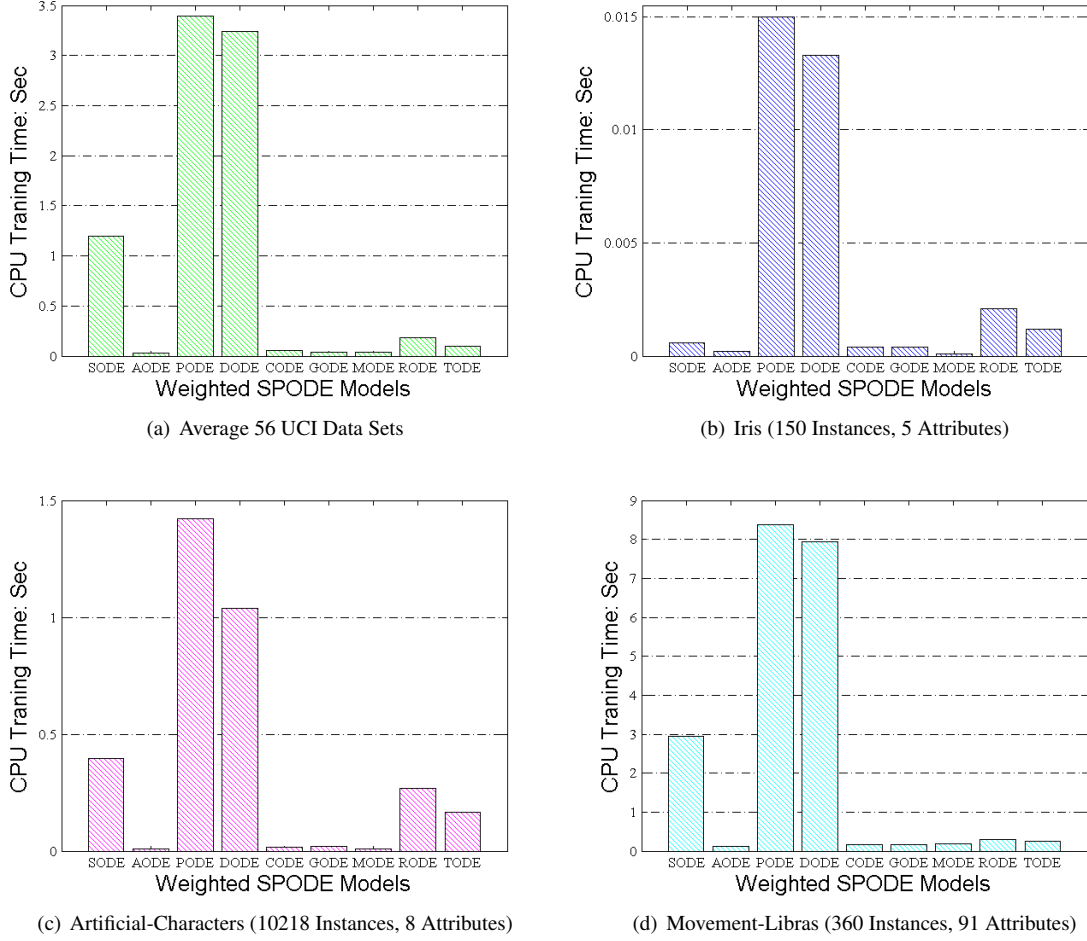 3.5
3
2.5
2
1.5
1
0.5
0
CPU Traning Time: Sec
SODE AODE PODE DODE CODE GODE MODE RODE TODE
Weighted SPODE Models
(a) Average 56 UCI Data Sets
0.015
0.01
0.005
0
CPU Traning Time: Sec
SODE AODE PODE DODE CODE GODE MODE RODE TODE
Weighted SPODE Models
(b) Iris (150 Instances, 5 Attributes)
1.5
1
0.5
0
CPU Traning Time: Sec
SODE AODE PODE DODE CODE GODE MODE RODE TODE
Weighted SPODE Models
(c) Artificial-Characters (10218 Instances, 8 Attributes)
9
8
7
6
5
4
3
2
1
0
CPU Traning Time: Sec
SODE AODE PODE DODE CODE GODE MODE RODE TODE
Weighted SPODE Models
(d) Movement-Libras (360 Instances, 91 Attributes)